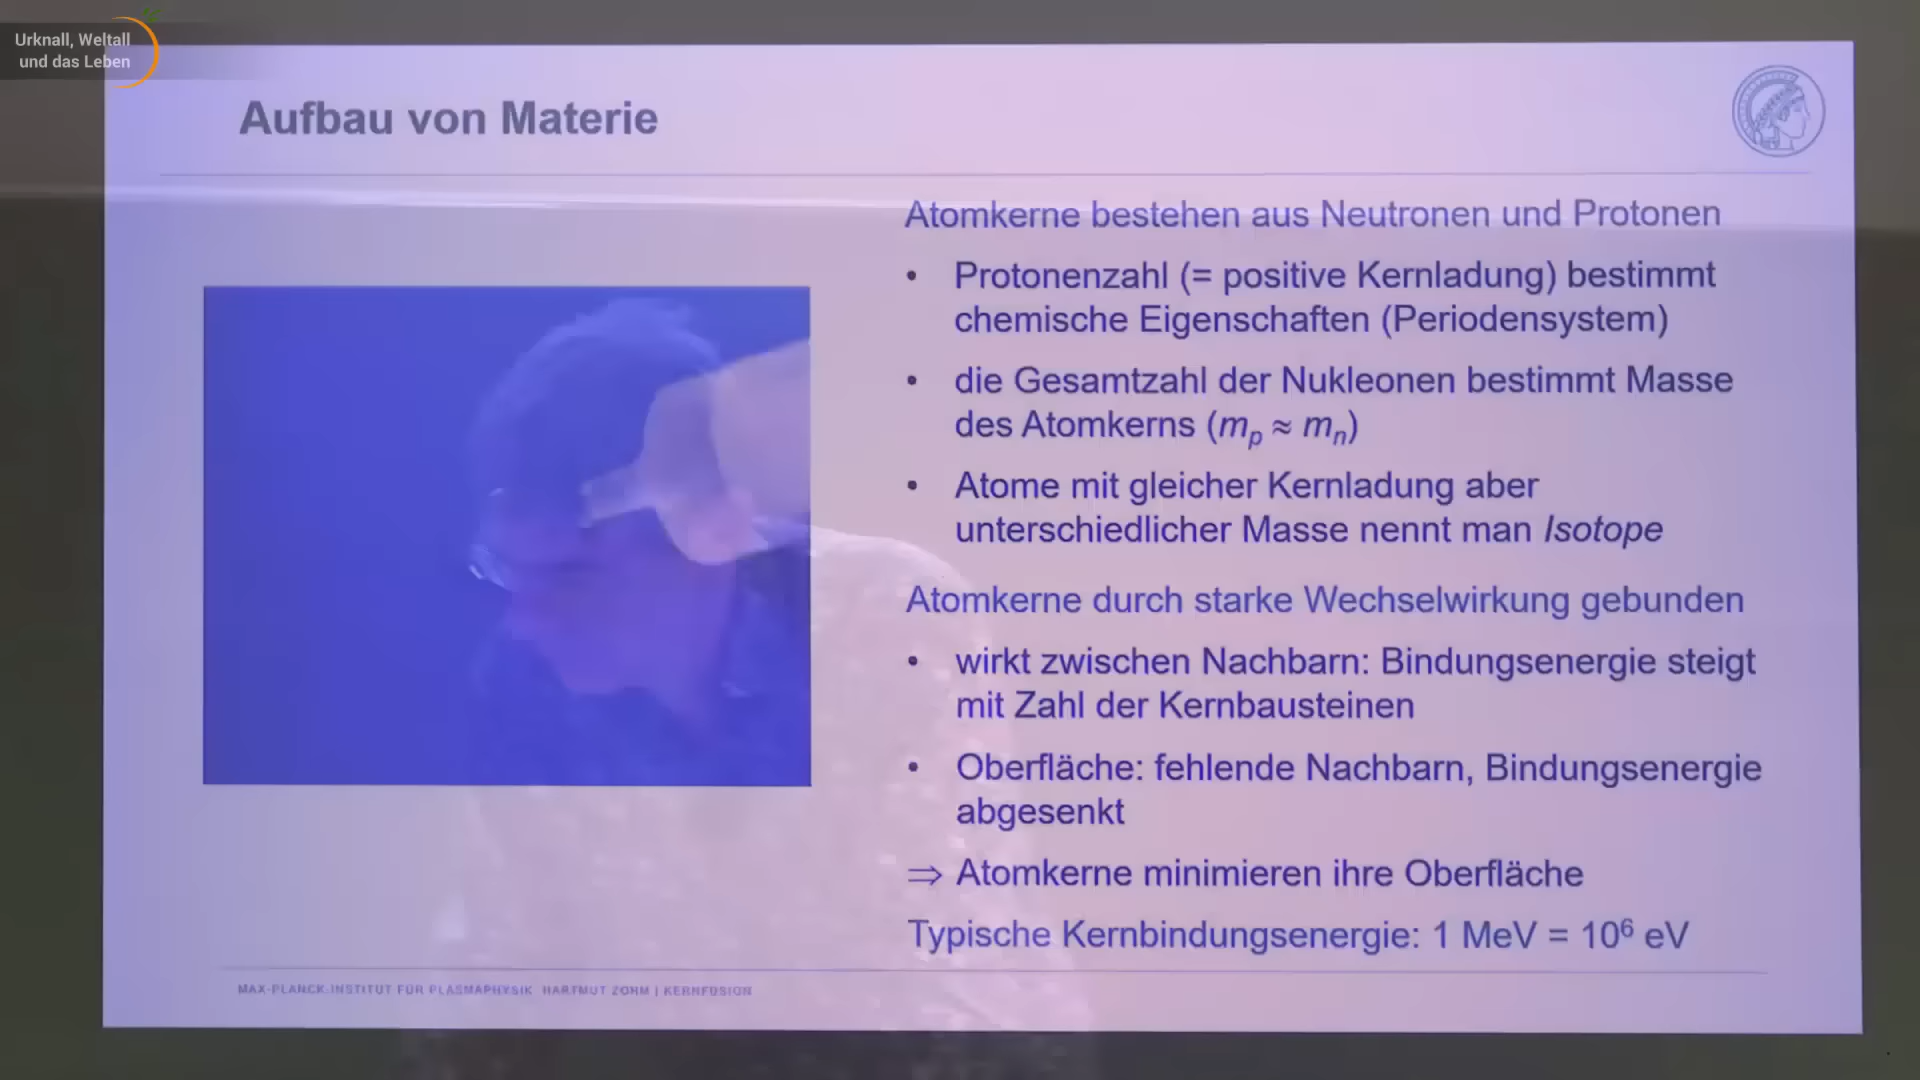 Urknall, Weltall
und das Leben
Aufbau von Materie
Atomkerne bestehen aus Neutronen und Protonen
• Protonenzahl (= positive Kernladung) bestimmt
chemische Eigenschaften (Periodensystem)
• die Gesamtzahl der Nukleonen bestimmt Masse
des Atomkerns (mₚ ≈ mₙ)
• Atome mit gleicher Kernladung aber
unterschiedlicher Masse nennt man Isotope
Atomkerne durch starke Wechselwirkung gebunden
• wirkt zwischen Nachbarn: Bindungsenergie steigt
mit Zahl der Kernbausteinen
• Oberfläche: fehlende Nachbarn, Bindungsenergie
abgesenkt
⇒ Atomkerne minimieren ihre Oberfläche
Typische Kernbindungsenergie: 1 MeV = 10⁶ eV
MAX-PLANCK-INSTITUT FÜR PLASMAPHYSIK HARTMUT ZOHM | KERNFUSION